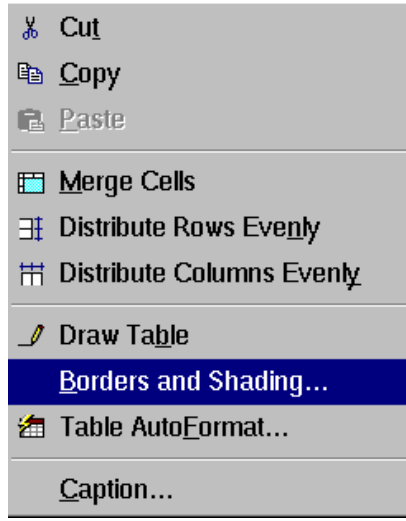 Cut
Copy
Paste
Merge Cells
Distribute Rows Evenly
Distribute Columns Evenly
Draw Table
Borders and Shading...
Table AutoFormat...
Caption...